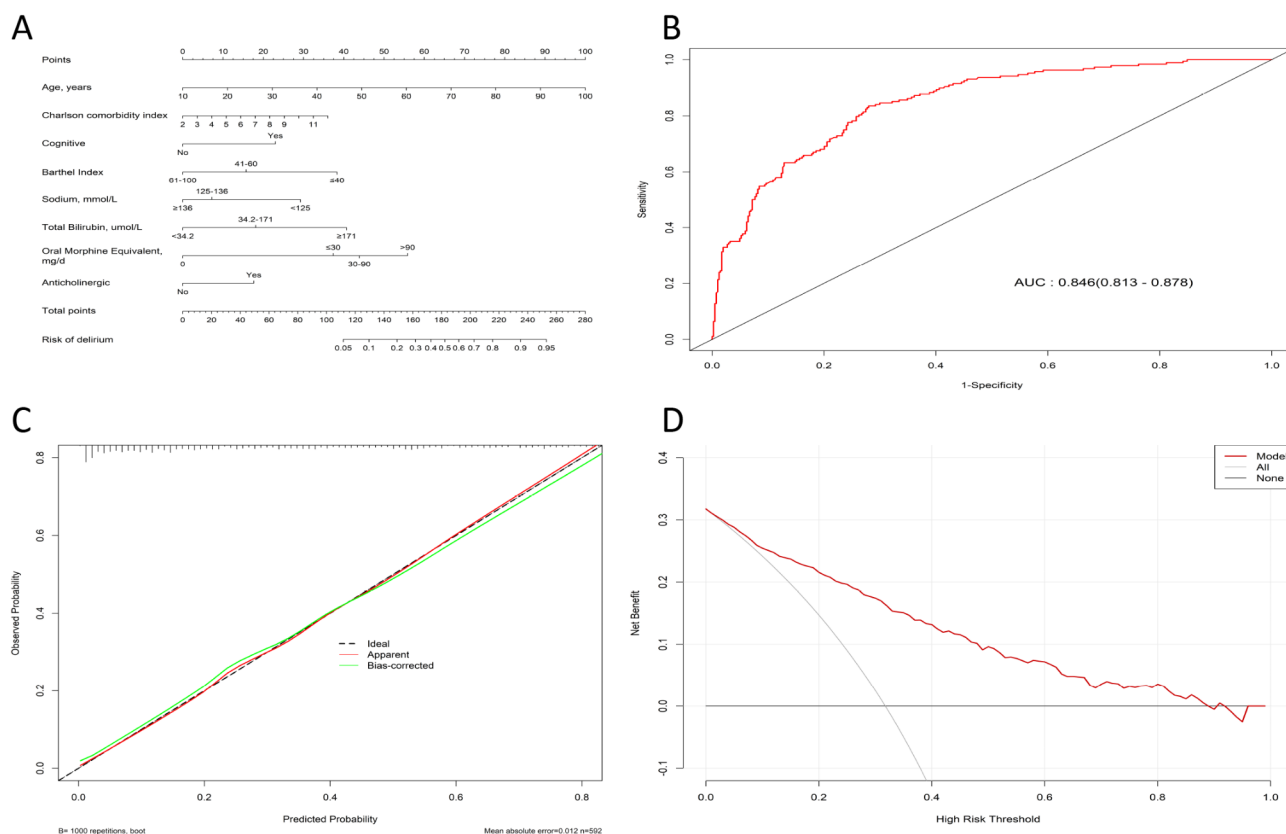 A
Points
0 10 20 30 40 50 60 70 80 90 100
Age, years
10 20 30 40 50 60 70 80 90 100
Charlson comorbidity index
2 3 4 5 6 7 8 9 11
Cognitive
Yes
No
Barthel Index
41-60
61-100 ≤40
Sodium, mmol/L
125-136
≥136 <125
Total Bilirubin, umol/L
34.2-171
<34.2 ≥171
Oral Morphine Equivalent,
mg/d
≤30 >90
0 30-90
Anticholinergic
Yes
No
Total points
0 20 40 60 80 100 120 140 160 180 200 220 240 260 280
Risk of delirium
0.05 0.1 0.2 0.3 0.4 0.5 0.6 0.7 0.8 0.9 0.95
B
Sensitivity
0.0 0.2 0.4 0.6 0.8 1.0
AUC : 0.846(0.813 - 0.878)
0.0 0.2 0.4 0.6 0.8 1.0
1-Specificity
C
Observed Probability
0.0 0.2 0.4 0.6 0.8
Ideal
Apparent
Bias-corrected
0.0 0.2 0.4 0.6 0.8
Predicted Probability
B= 1000 repetitions, boot
Mean absolute error=0.012 n=592
D
Net Benefit
-0.1 0.0 0.1 0.2 0.3 0.4
Model
All
None
0.0 0.2 0.4 0.6 0.8 1.0
High Risk Threshold